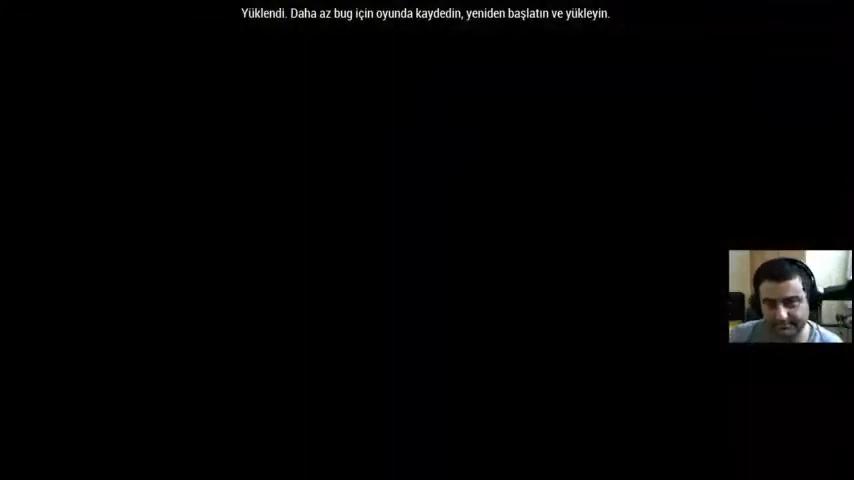 Yüklendi. Daha az bug için oyunda kaydedin, yeniden başlatın ve yükleyin.